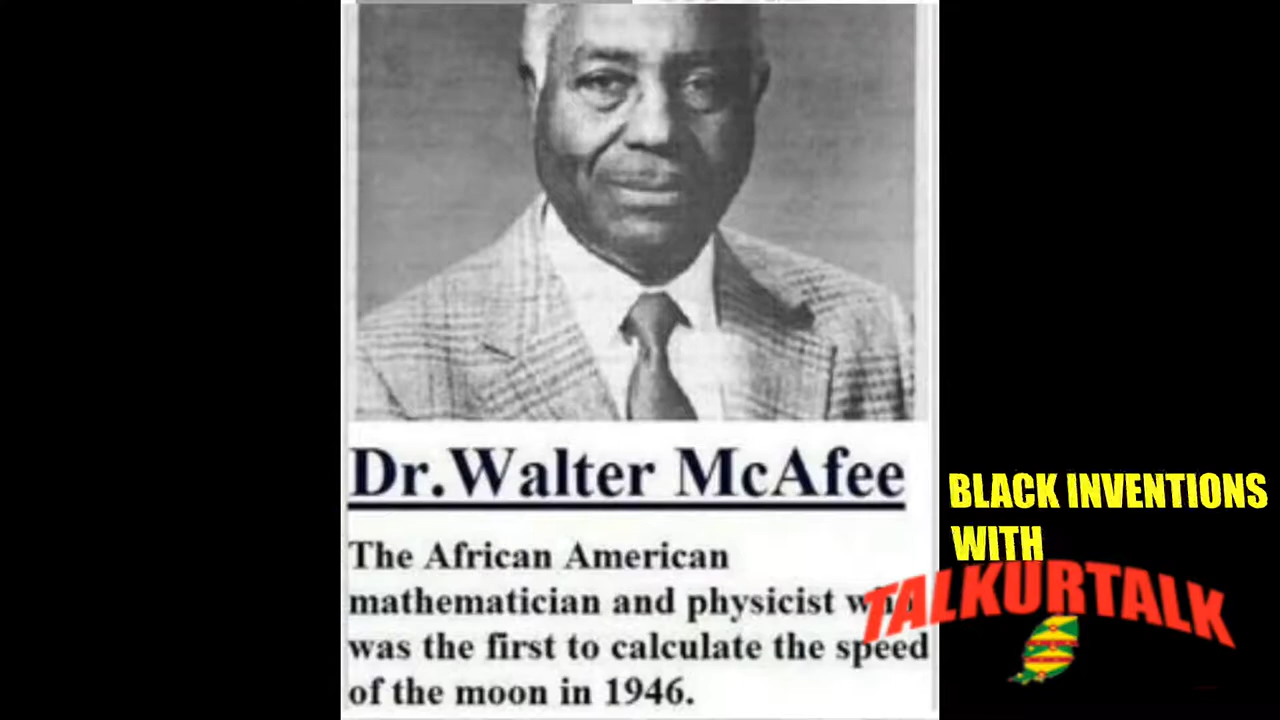 Dr.Walter McAfee
The African American
mathematician and physicist who
was the first to calculate the speed
of the moon in 1946.
BLACK INVENTIONS
WITH
TALKURTALK